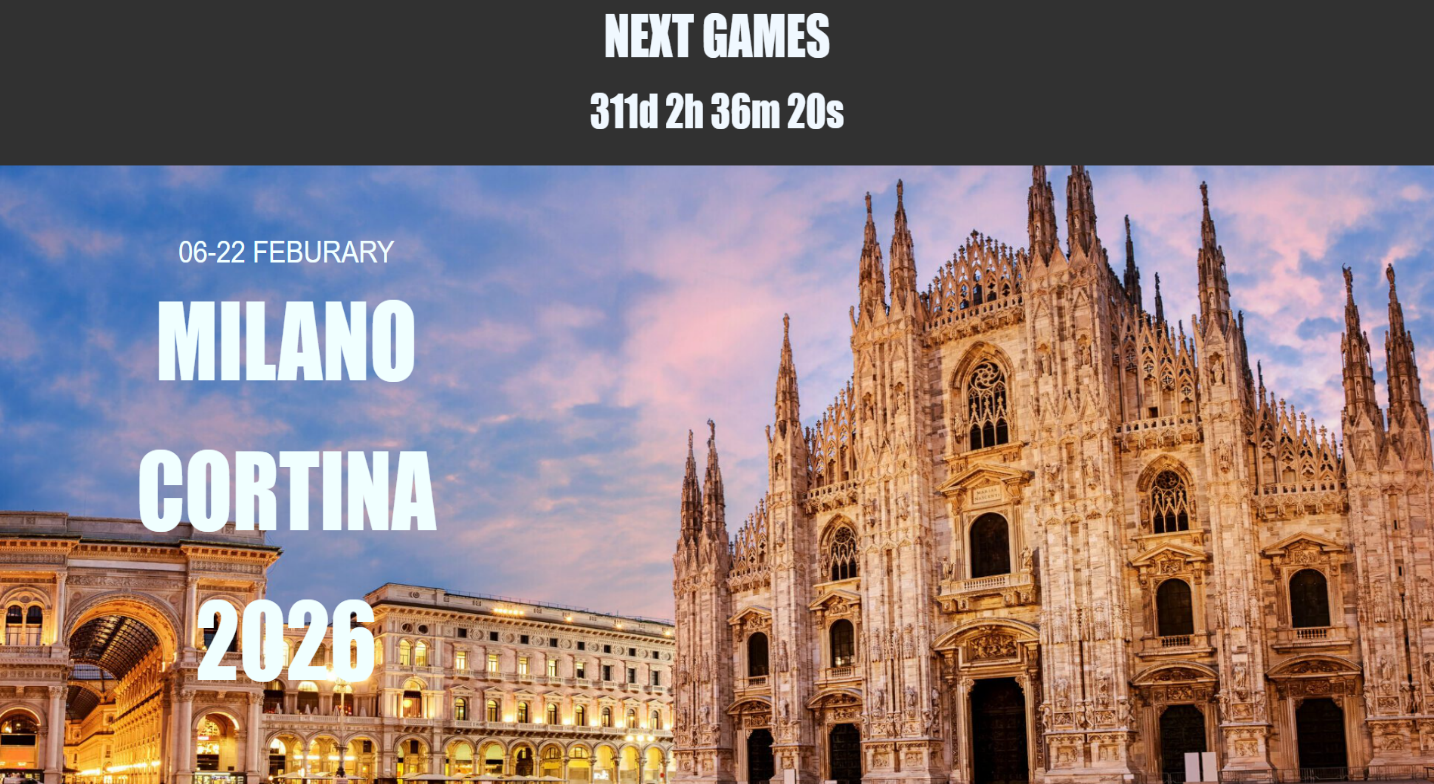 NEXT GAMES
311d 2h 36m 20s
06-22 FEBURARY
MILANO
CORTINA
2026